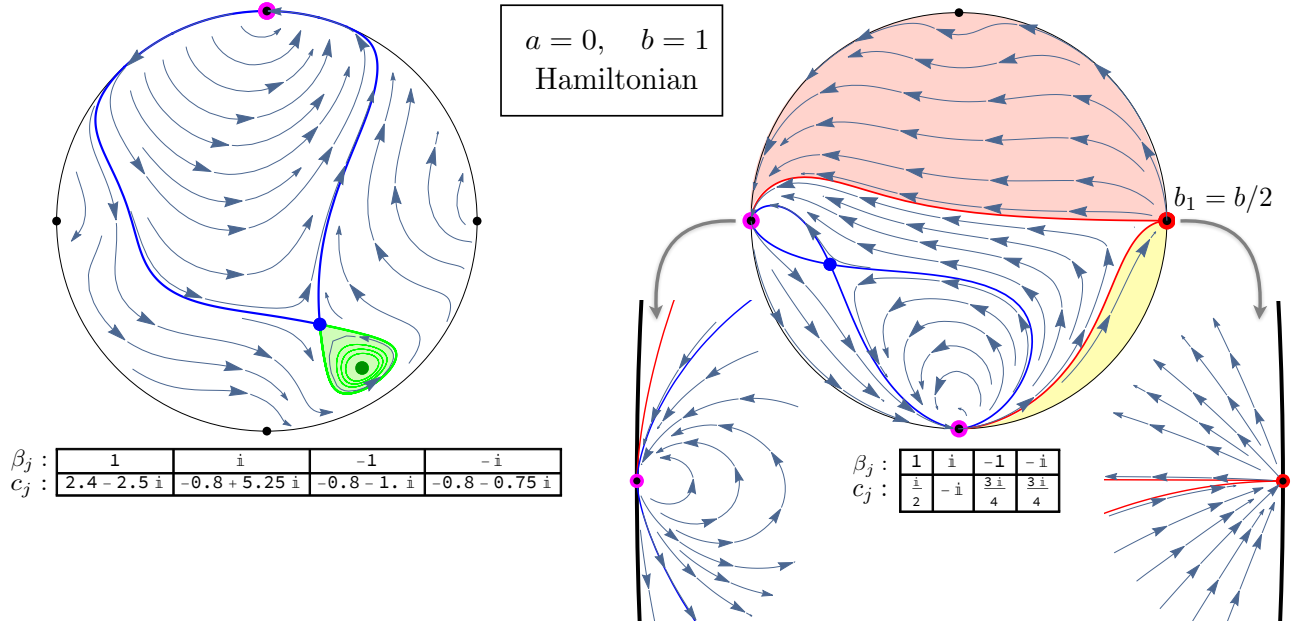 a = 0, b = 1
Hamiltonian
b₁ = b/2
βⱼ : 1 ⅈ −1 −ⅈ
cⱼ : 2.4 − 2.5 ⅈ −0.8 + 5.25 ⅈ −0.8 − 1. ⅈ −0.8 − 0.75 ⅈ
βⱼ : 1 ⅈ −1 −ⅈ
cⱼ : ⅈ/2 −ⅈ 3ⅈ/4 3ⅈ/4